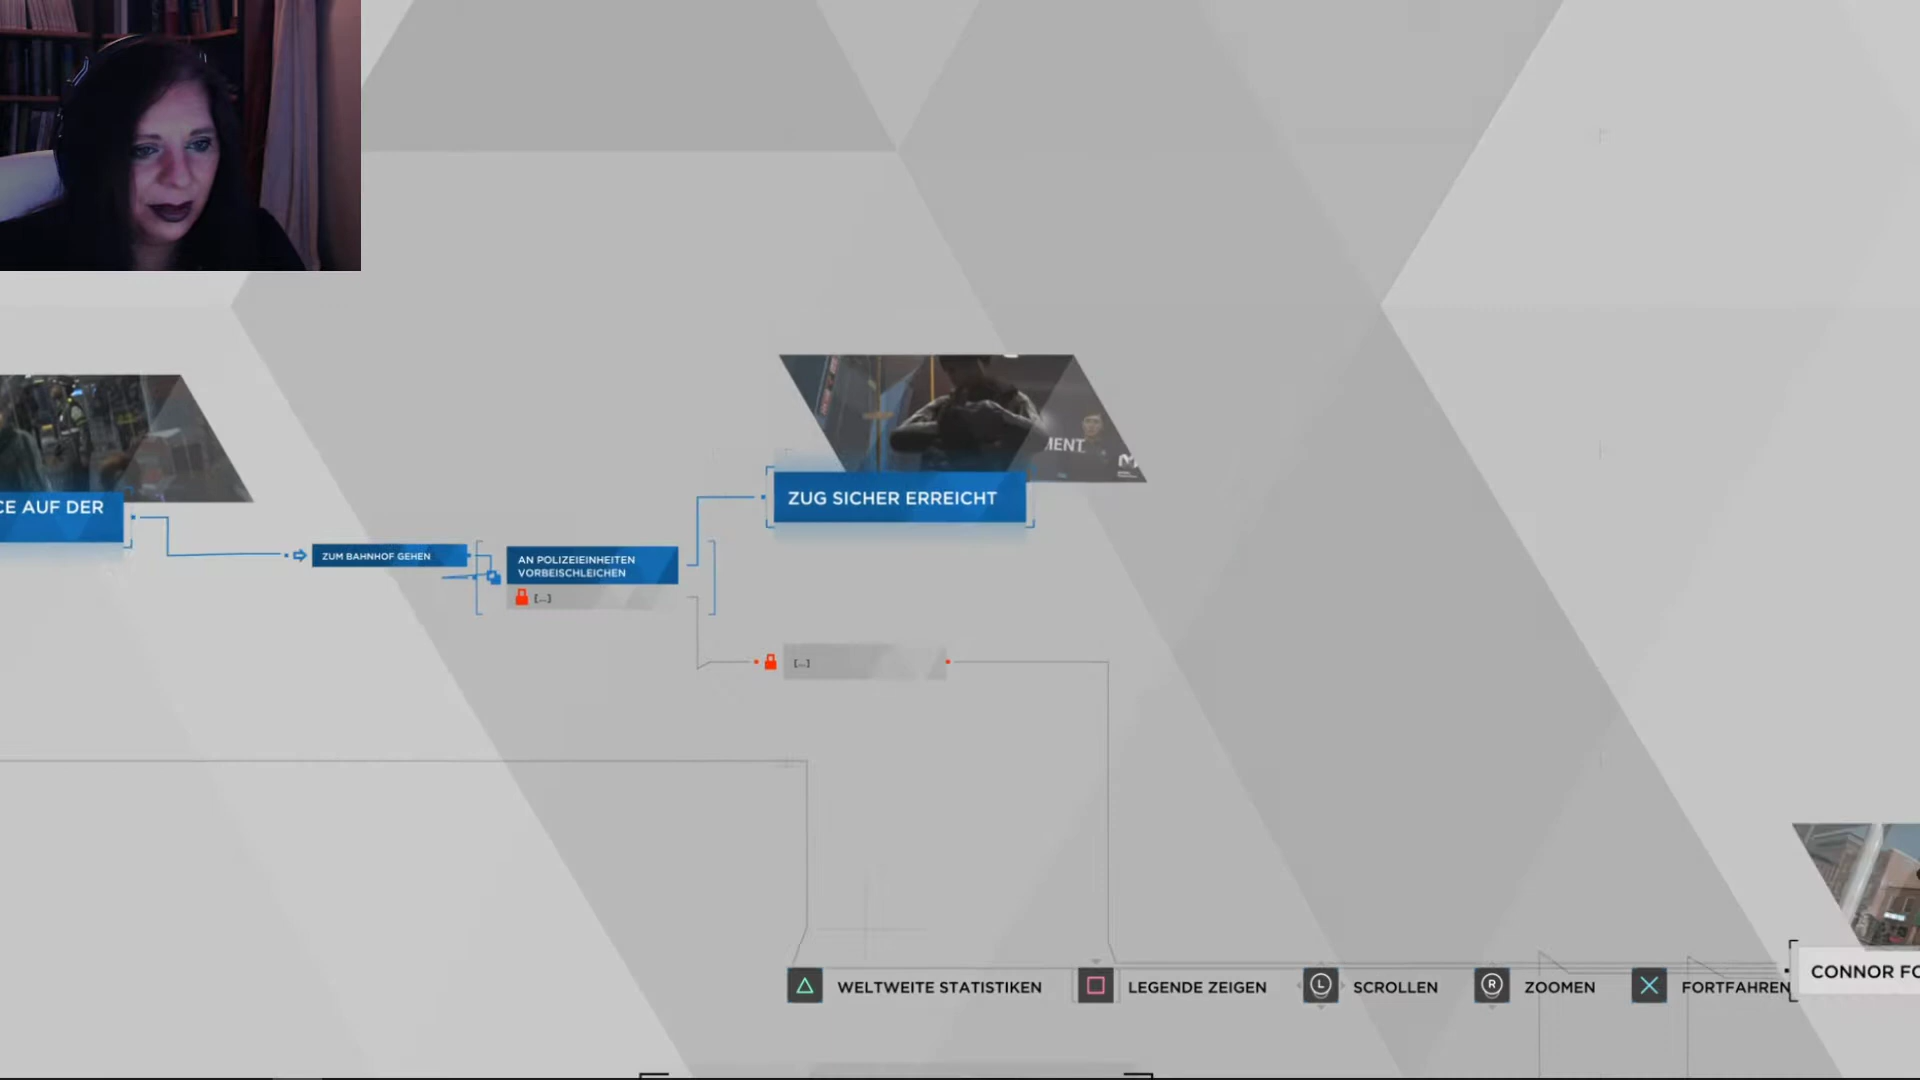 MENT
ZUG SICHER ERREICHT
CE AUF DER
ZUM BAHNHOF GEHEN
AN POLIZEIEINHEITEN
VORBEISCHLEICHEN
[...]
[...]
CONNOR FO
WELTWEITE STATISTIKEN
LEGENDE ZEIGEN
L
SCROLLEN
R
ZOOMEN
FORTFAHREN